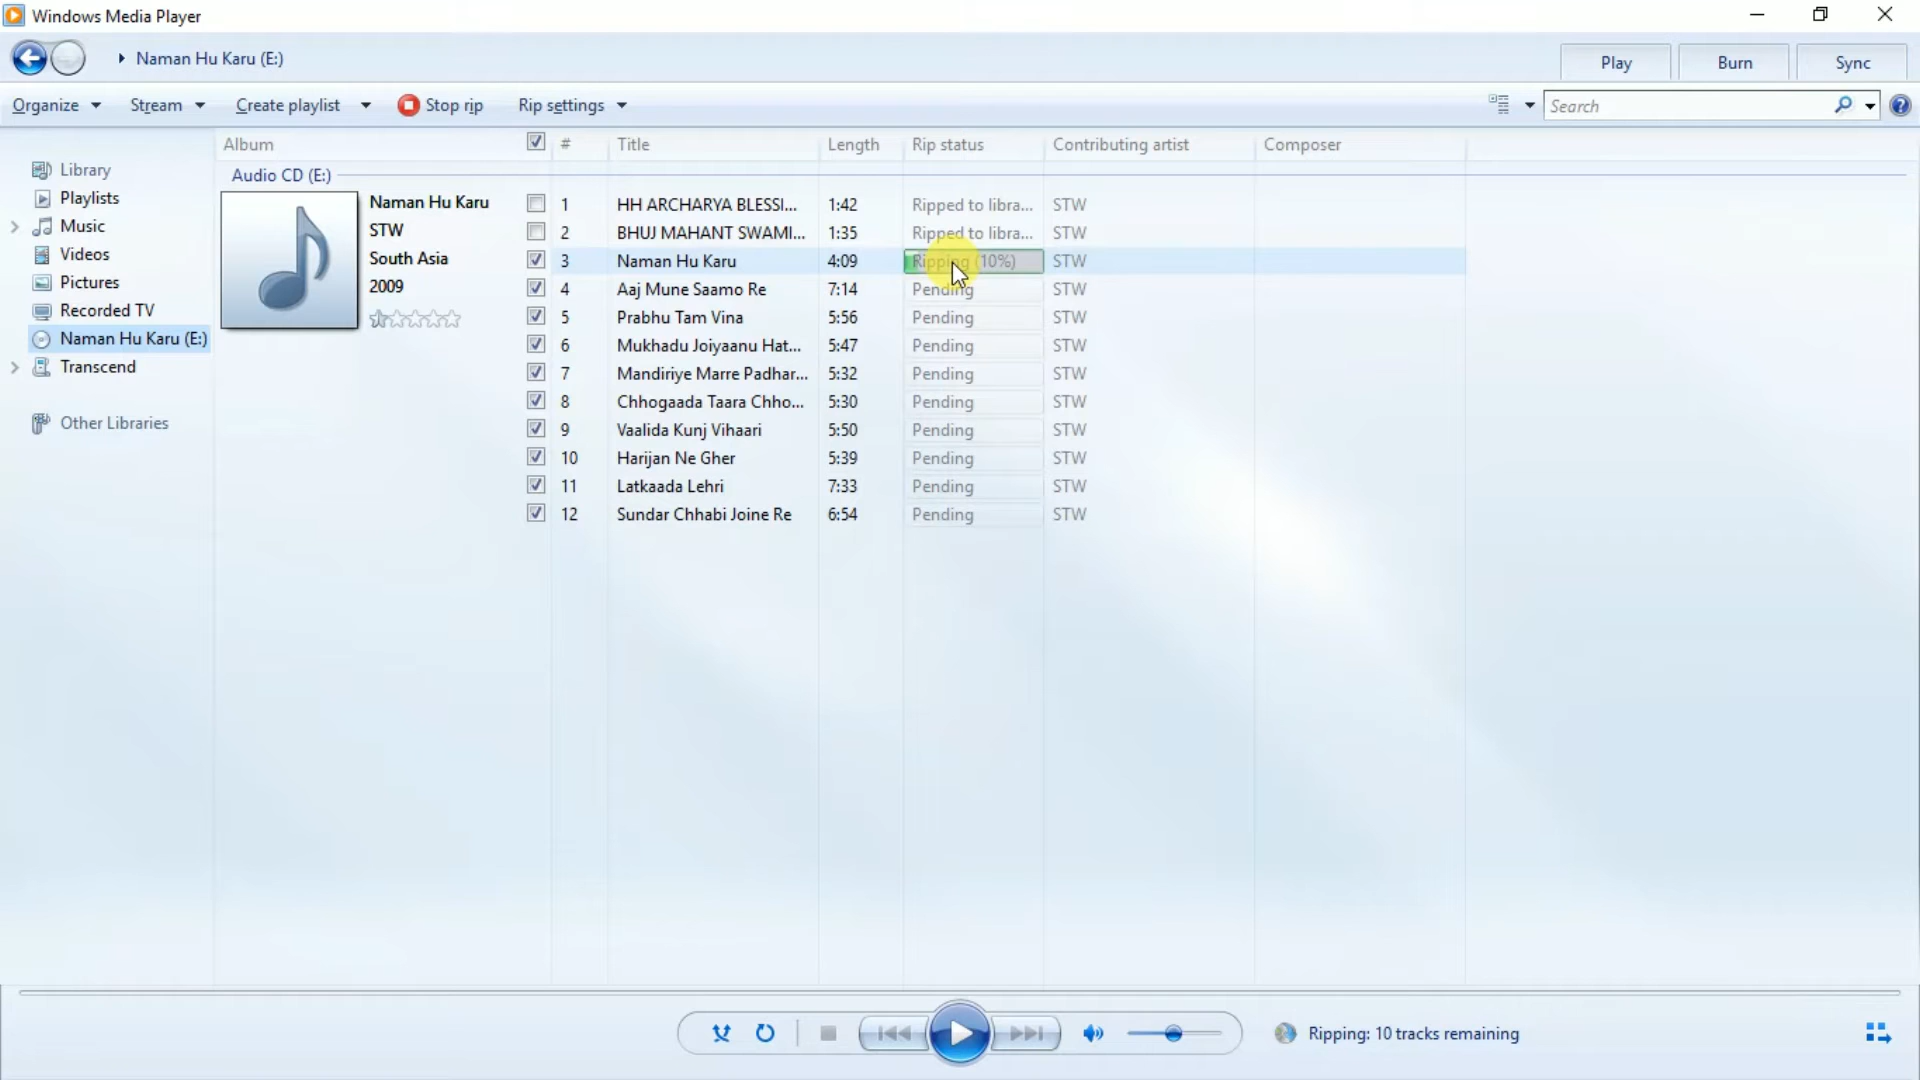 Windows Media Player
Naman Hu Karu (E:)
Play Burn Sync
Organize Stream Create playlist Stop rip Rip settings Search
Album # Title Length Rip status Contributing artist Composer
Audio CD (E:)
Library
Playlists
Music
Videos
Pictures
Recorded TV
Naman Hu Karu (E:)
Transcend
Other Libraries
Naman Hu Karu
STW
South Asia
2009
1 HH ARCHARYA BLESSI... 1:42 Ripped to libra... STW
2 BHUJ MAHANT SWAMI... 1:35 Ripped to libra... STW
3 Naman Hu Karu 4:09 Ripping (10%) STW
4 Aaj Mune Saamo Re 7:14 Pending STW
5 Prabhu Tam Vina 5:56 Pending STW
6 Mukhadu Joiyaanu Hat... 5:47 Pending STW
7 Mandiriye Marre Padhar... 5:32 Pending STW
8 Chhogaada Taara Chho... 5:30 Pending STW
9 Vaalida Kunj Vihaari 5:50 Pending STW
10 Harijan Ne Gher 5:39 Pending STW
11 Latkaada Lehri 7:33 Pending STW
12 Sundar Chhabi Joine Re 6:54 Pending STW
Ripping: 10 tracks remaining